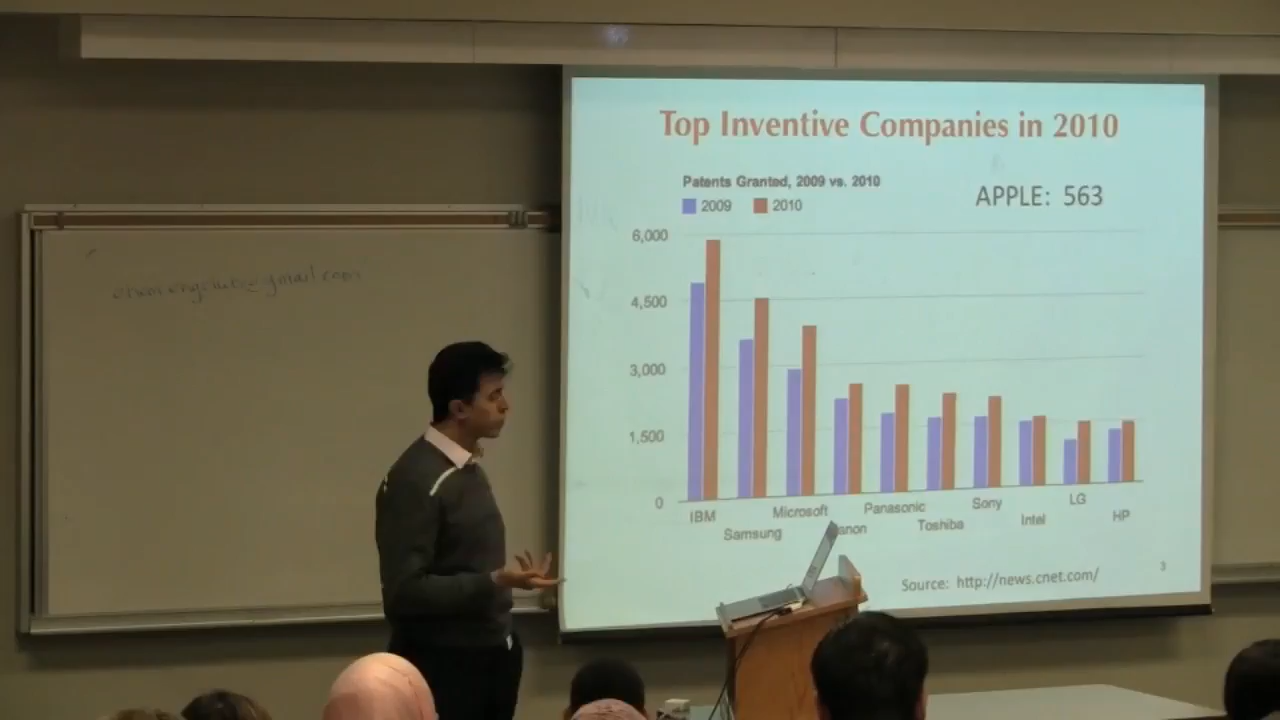 Top Inventive Companies in 2010
Patents Granted, 2009 vs. 2010
2009 2010
APPLE: 563
6,000
4,500
3,000
1,500
0
IBM
Samsung
Microsoft
anon
Panasonic
Toshiba
Sony
Intel
LG
HP
Source: http://news.cnet.com/
3